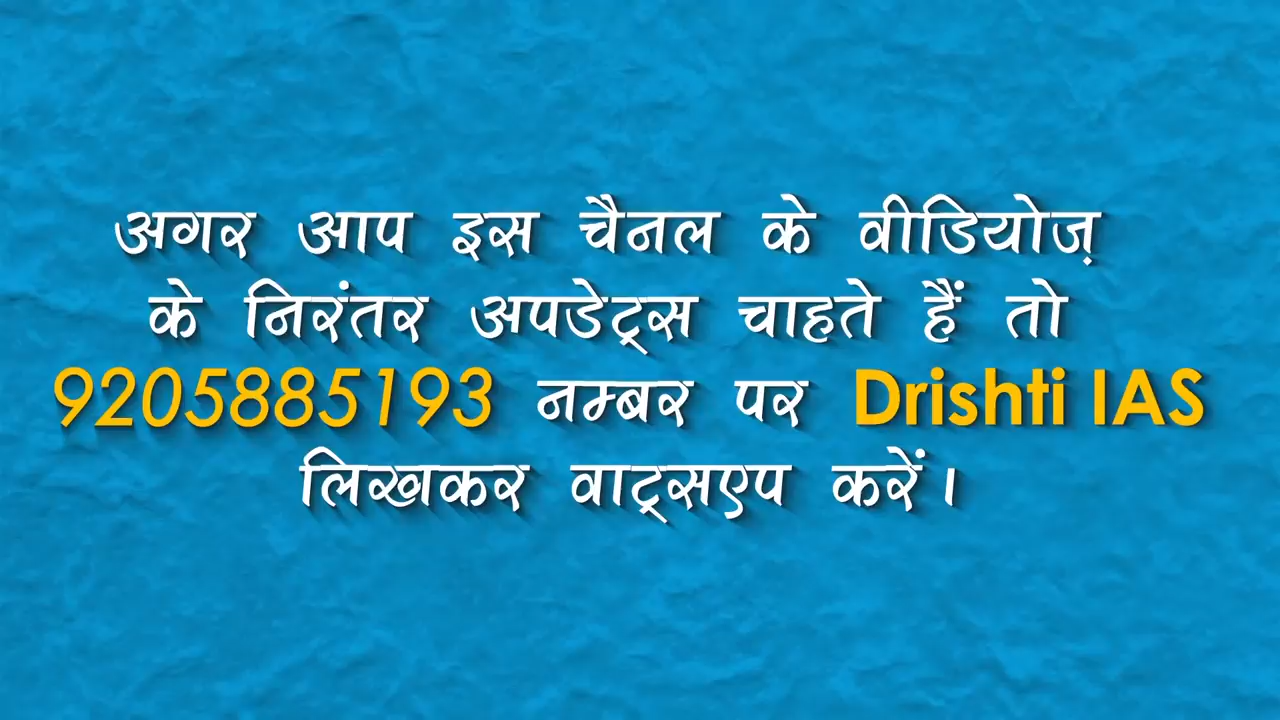 अगर आप इस चैनल के वीडियोज़
के निरंतर अपडेट्स चाहते हैं तो
9205885193 नम्बर पर Drishti IAS
लिखकर वाट्सएप करें।